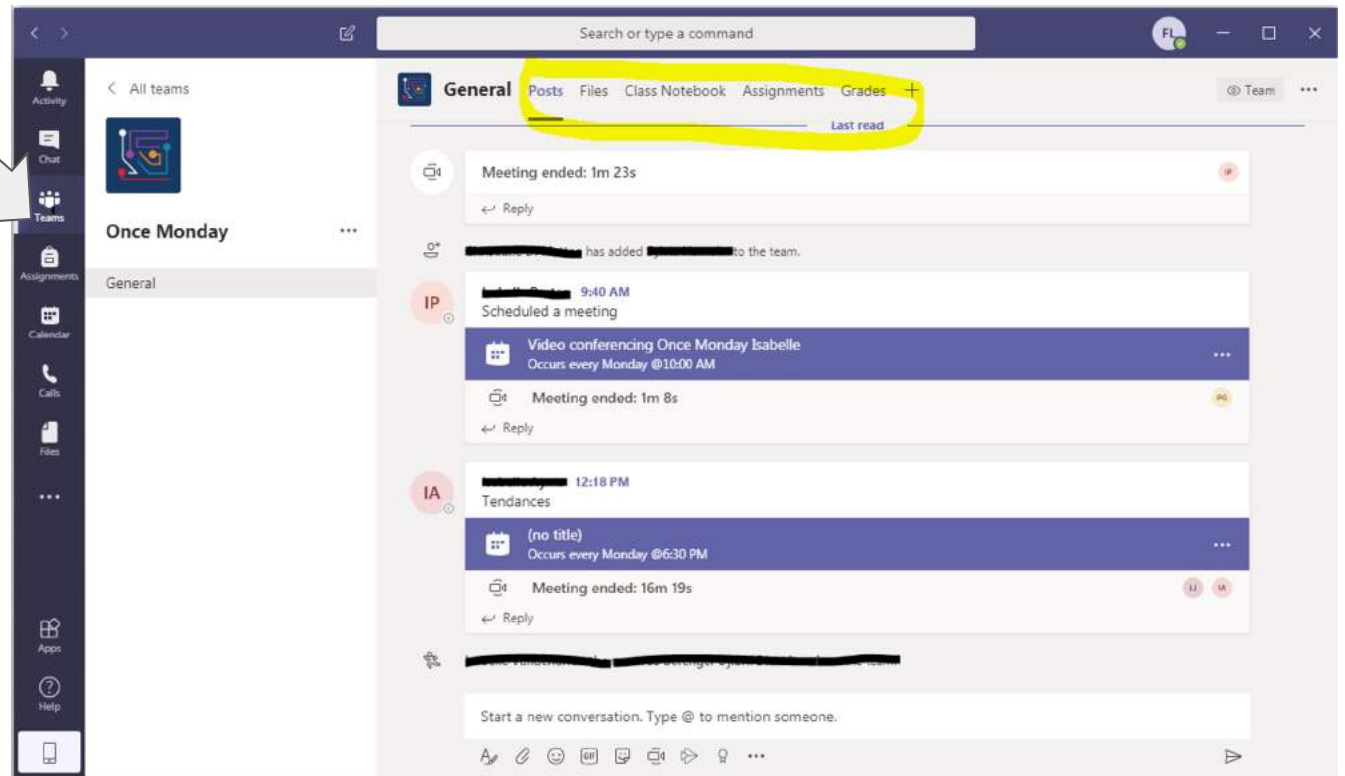 Search or type a command
FL
Activity
Chat
Teams
Assignments
Calendar
Calls
Files
Apps
Help
All teams
Once Monday
General
General Posts Files Class Notebook Assignments Grades +
Team
Last read
Meeting ended: 1m 23s
IP
Reply
has added to the team.
IP
9:40 AM
Scheduled a meeting
Video conferencing Once Monday Isabelle
Occurs every Monday @10:00 AM
Meeting ended: 1m 8s
PG
Reply
IA
12:18 PM
Tendances
(no title)
Occurs every Monday @6:30 PM
Meeting ended: 16m 19s
LI IA
Reply
Start a new conversation. Type @ to mention someone.
GIF